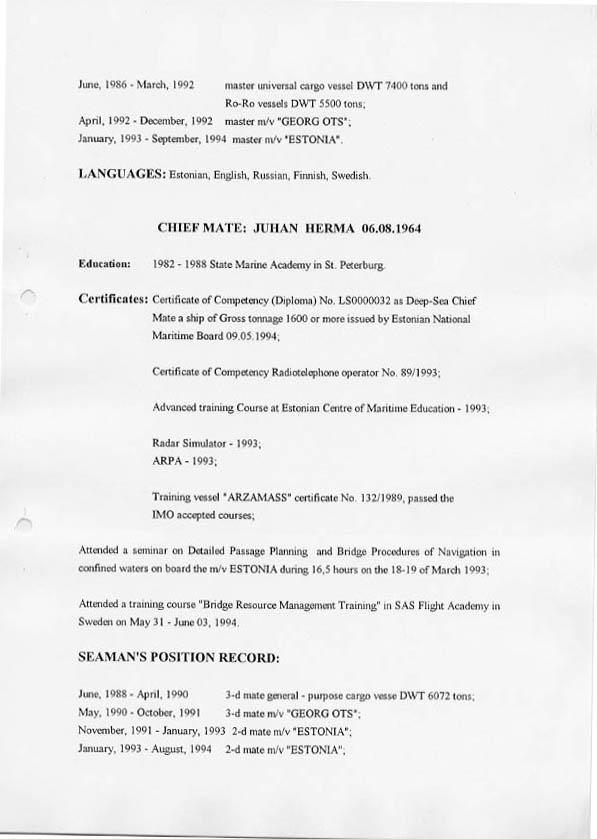 June, 1986 - March, 1992 master universal cargo vessel DWT 7400 tons and
Ro-Ro vessels DWT 5500 tons;
April, 1992 - December, 1992 master m/v "GEORG OTS";
January, 1993 - September, 1994 master m/v "ESTONIA".
LANGUAGES: Estonian, English, Russian, Finnish, Swedish.
CHIEF MATE: JUHAN HERMA 06.08.1964
Education: 1982 - 1988 State Marine Academy in St. Peterburg.
Certificates: Certificate of Competency (Diploma) No. LS0000032 as Deep-Sea Chief
Mate a ship of Gross tonnage 1600 or more issued by Estonian National
Maritime Board 09.05.1994;
Certificate of Competency Radiotelephone operator No. 89/1993;
Advanced training Course at Estonian Centre of Maritime Education - 1993;
Radar Simulator - 1993;
ARPA - 1993;
Training vessel "ARZAMASS" certificate No. 132/1989, passed the
IMO accepted courses;
Attended a seminar on Detailed Passage Planning and Bridge Procedures of Navigation in
confined waters on board the m/v ESTONIA during 16,5 hours on the 18-19 of March 1993;
Attended a training course "Bridge Resource Management Training" in SAS Flight Academy in
Sweden on May 31 - June 03, 1994.
SEAMAN'S POSITION RECORD:
June, 1988 - April, 1990 3-d mate general - purpose cargo vesse DWT 6072 tons;
May, 1990 - October, 1991 3-d mate m/v "GEORG OTS";
November, 1991 - January, 1993 2-d mate m/v "ESTONIA";
January, 1993 - August, 1994 2-d mate m/v "ESTONIA";